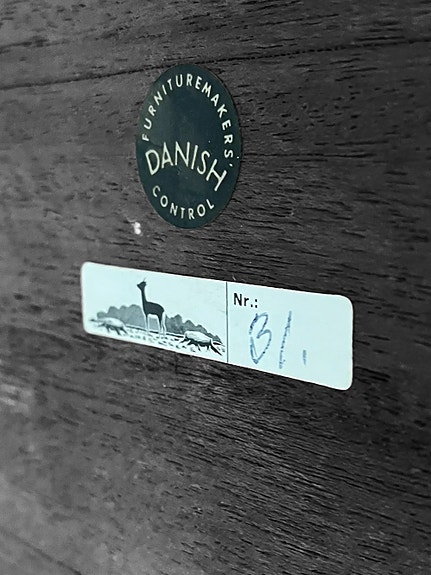 FURNITUREMAKERS'
DANISH
CONTROL
Nr.:
B/.